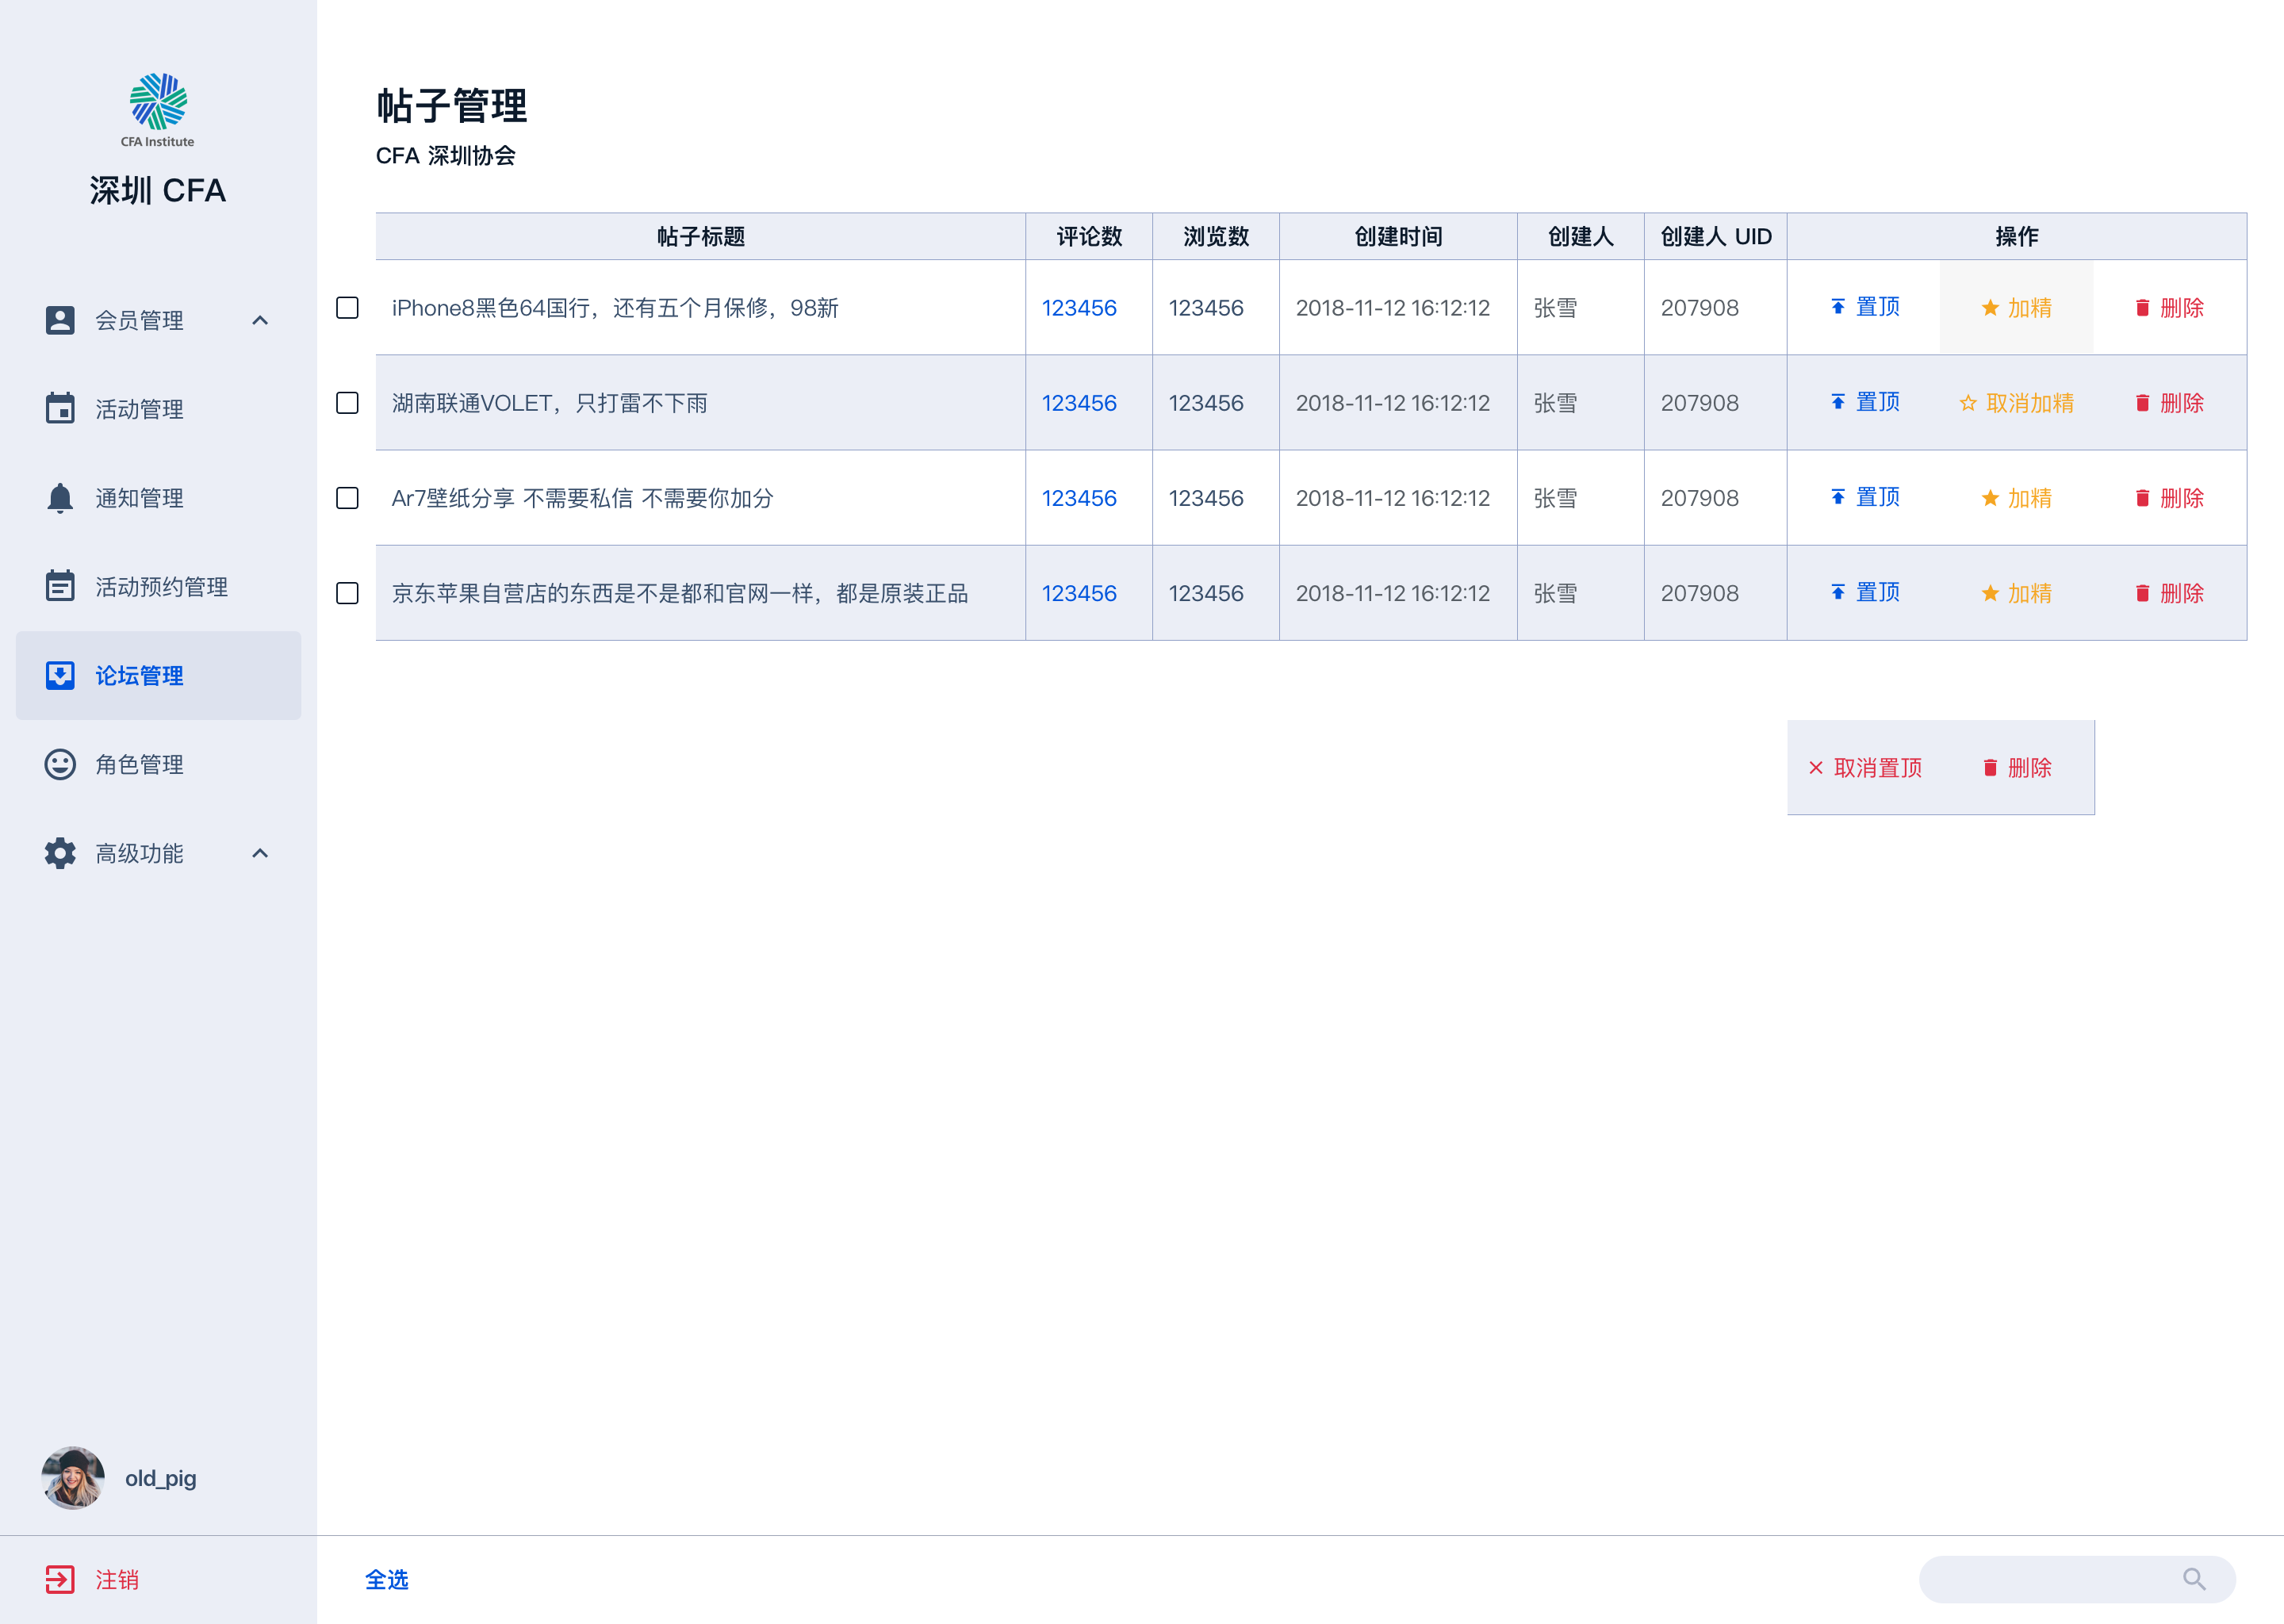 CFA Institute
深圳 CFA
会员管理
活动管理
通知管理
活动预约管理
论坛管理
角色管理
高级功能
old_pig
注销
帖子管理
CFA 深圳协会
帖子标题 评论数 浏览数 创建时间 创建人 创建人 UID 操作
iPhone8黑色64国行，还有五个月保修，98新 123456 123456 2018-11-12 16:12:12 张雪 207908 置顶 加精 删除
湖南联通VOLET，只打雷不下雨 123456 123456 2018-11-12 16:12:12 张雪 207908 置顶 取消加精 删除
Ar7壁纸分享 不需要私信 不需要你加分 123456 123456 2018-11-12 16:12:12 张雪 207908 置顶 加精 删除
京东苹果自营店的东西是不是都和官网一样，都是原装正品 123456 123456 2018-11-12 16:12:12 张雪 207908 置顶 加精 删除
取消置顶 删除
全选